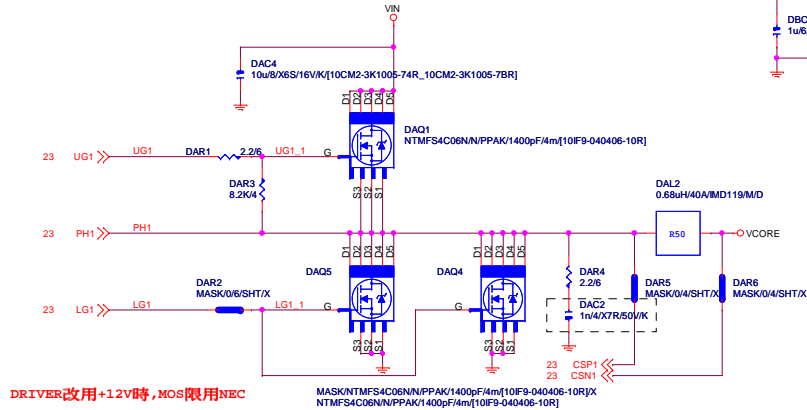 VIN
DBC
1u/6
DAC4
10u/8/X6S/16V/K/[10CM2-3K1005-74R_10CM2-3K1005-7BR]
D1 D2 D3 D4 D5
DAQ1
NTMFS4C06N/N/PPAK/1400pF/4m/[10IF9-040406-10R]
23 UG1 UG1 DAR1 2.2/6 UG1_1 G
S3 S2 S1
DAR3
8.2K/4
DAL2
0.68uH/40A/IMD119/M/D
23 PH1 PH1
R50
VCORE
D1 D2 D3 D4 D5
D1 D2 D3 D4 D5
DAQ5
DAQ4
DAR2
MASK/0/6/SHT/X
DAR4
2.2/6
DAR5
MASK/0/4/SHT/X
DAR6
MASK/0/4/SHT/X
23 LG1 LG1 LG1_1 G
G
DAC2
1n/4/X7R/50V/K
S3 S2 S1
S3 S2 S1
23 CSP1
23 CSN1
DRIVER改用+12V時,MOS限用NEC
MASK/NTMFS4C06N/N/PPAK/1400pF/4m/[10IF9-040406-10R]/X
NTMFS4C06N/N/PPAK/1400pF/4m/[10IF9-040406-10R]